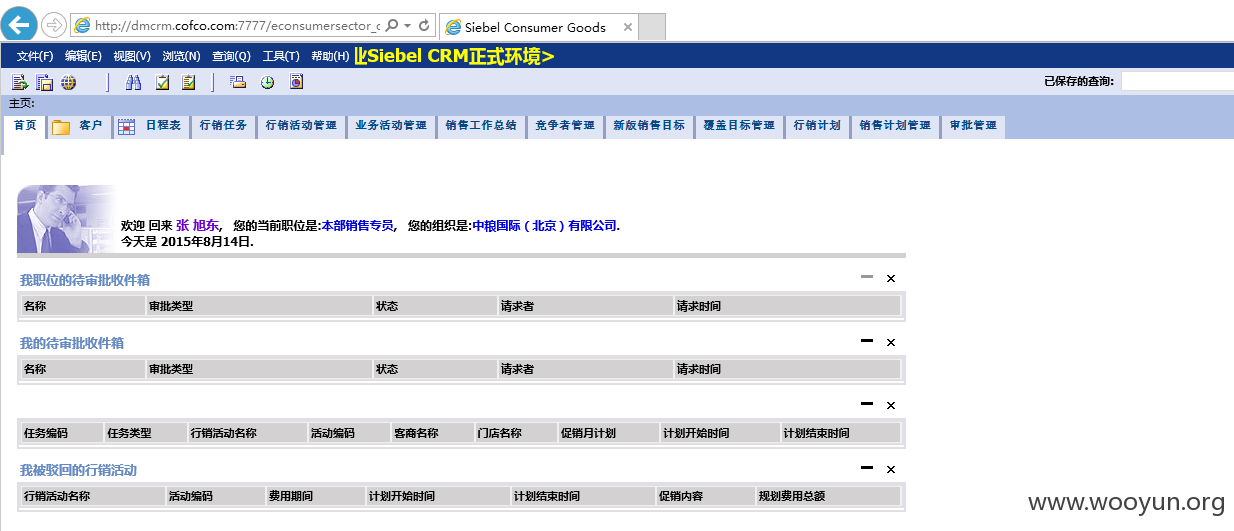 http://dmcrm.cofco.com:7777/econsumersector_c
Siebel Consumer Goods
文件(F) 编辑(E) 视图(V) 浏览(N) 查询(Q) 工具(T) 帮助(H) 业Siebel CRM正式环境>
已保存的查询:
主页:
首页 客户 日程表 行销任务 行销活动管理 业务活动管理 销售工作总结 竞争者管理 新版销售目标 覆盖目标管理 行销计划 销售计划管理 审批管理
欢迎 回来 张 旭东, 您的当前职位是:本部销售专员, 您的组织是:中粮国际（北京）有限公司.
今天是 2015年8月14日.
我职位的待审批收件箱
名称 审批类型 状态 请求者 请求时间
我的待审批收件箱
名称 审批类型 状态 请求者 请求时间
任务编码 任务类型 行销活动名称 活动编码 客商名称 门店名称 促销月计划 计划开始时间 计划结束时间
我被驳回的行销活动
行销活动名称 活动编码 费用期间 计划开始时间 计划结束时间 促销内容 规划费用总额
www.wooyun.org